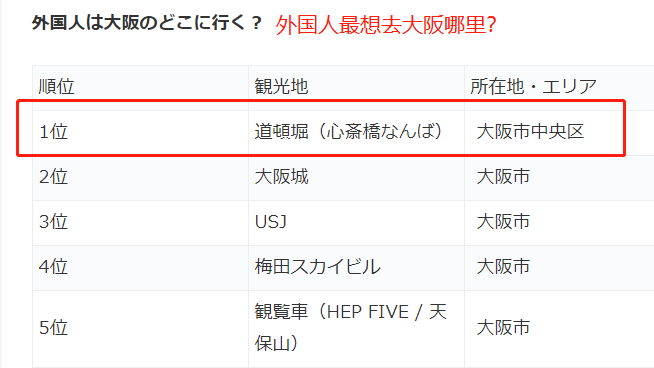 外国人は大阪のどこに行く？ 外国人最想去大阪哪里?
順位 観光地 所在地・エリア
1位 道頓堀（心斎橋なんば） 大阪市中央区
2位 大阪城 大阪市
3位 USJ 大阪市
4位 梅田スカイビル 大阪市
5位 観覧車（HEP FIVE / 天
保山） 大阪市